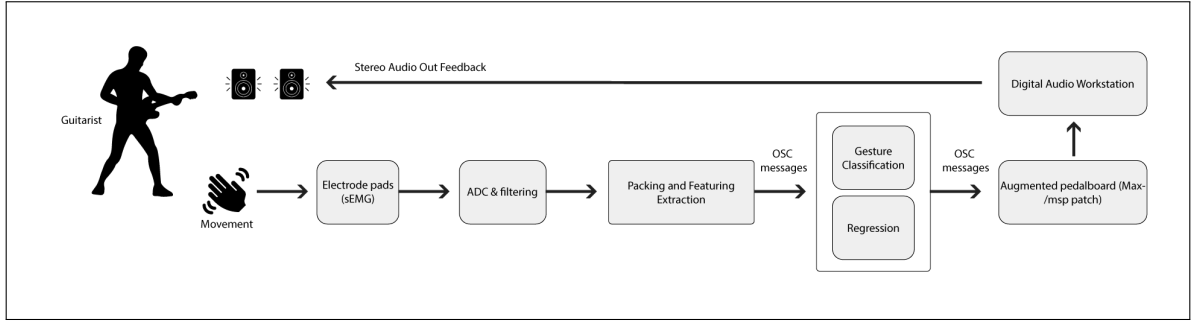 Stereo Audio Out Feedback
Digital Audio Workstation
Guitarist
Movement
Electrode pads
(sEMG)
ADC & filtering
Packing and Featuring
Extraction
OSC
messages
Gesture
Classification
Regression
OSC
messages
Augmented pedalboard (Max-
/msp patch)